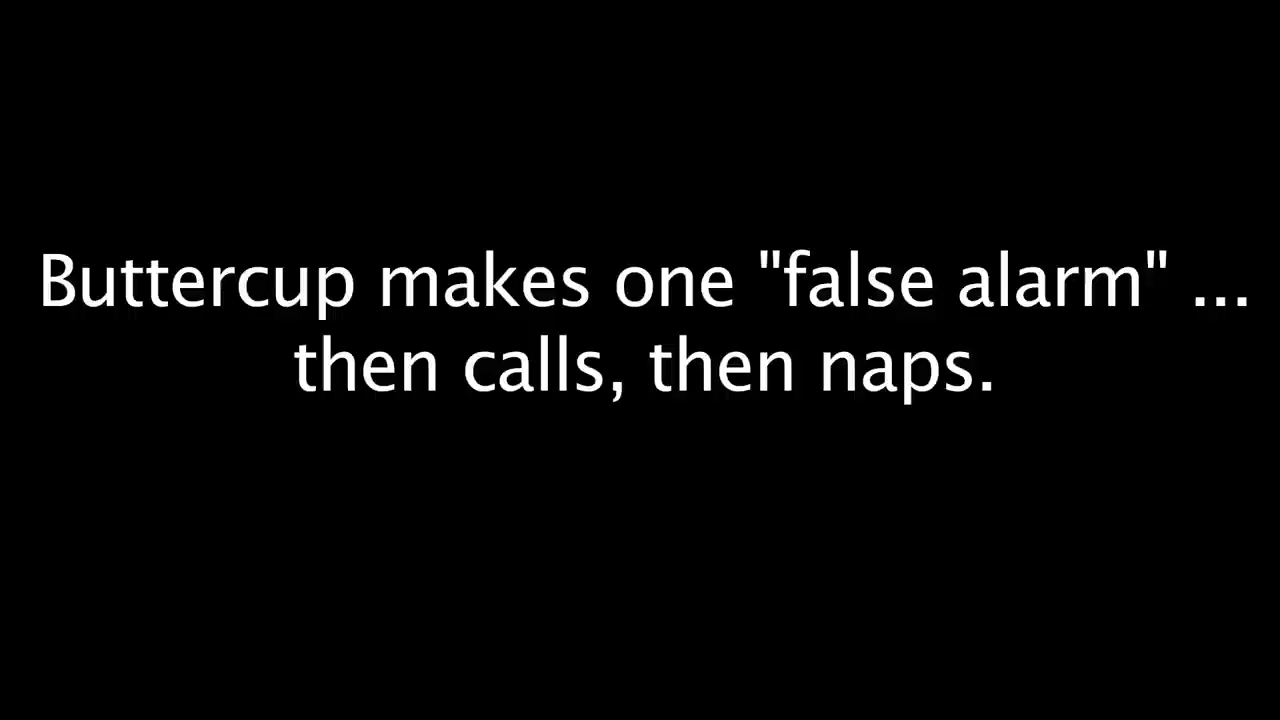 Buttercup makes one "false alarm" ...
then calls, then naps.